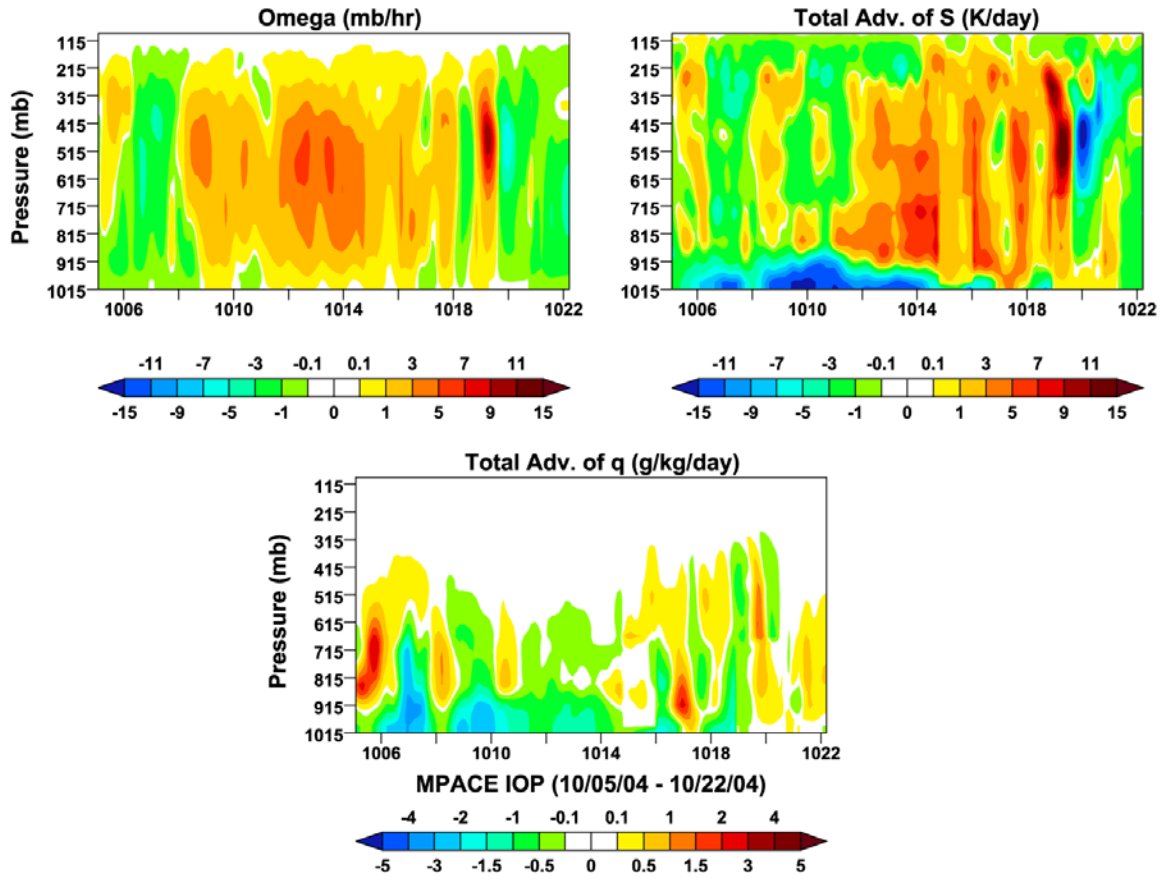 Omega (mb/hr)
Total Adv. of S (K/day)
Pressure (mb)
115
215
315
415
515
615
715
815
915
1015
1006 1010 1014 1018 1022
115
215
315
415
515
615
715
815
915
1015
1006 1010 1014 1018 1022
-11 -7 -3 -0.1 0.1 3 7 11
-15 -9 -5 -1 0 1 5 9 15
-11 -7 -3 -0.1 0.1 3 7 11
-15 -9 -5 -1 0 1 5 9 15
Total Adv. of q (g/kg/day)
Pressure (mb)
115
215
315
415
515
615
715
815
915
1015
1006 1010 1014 1018 1022
MPACE IOP (10/05/04 - 10/22/04)
-4 -2 -1 -0.1 0.1 1 2 4
-5 -3 -1.5 -0.5 0 0.5 1.5 3 5